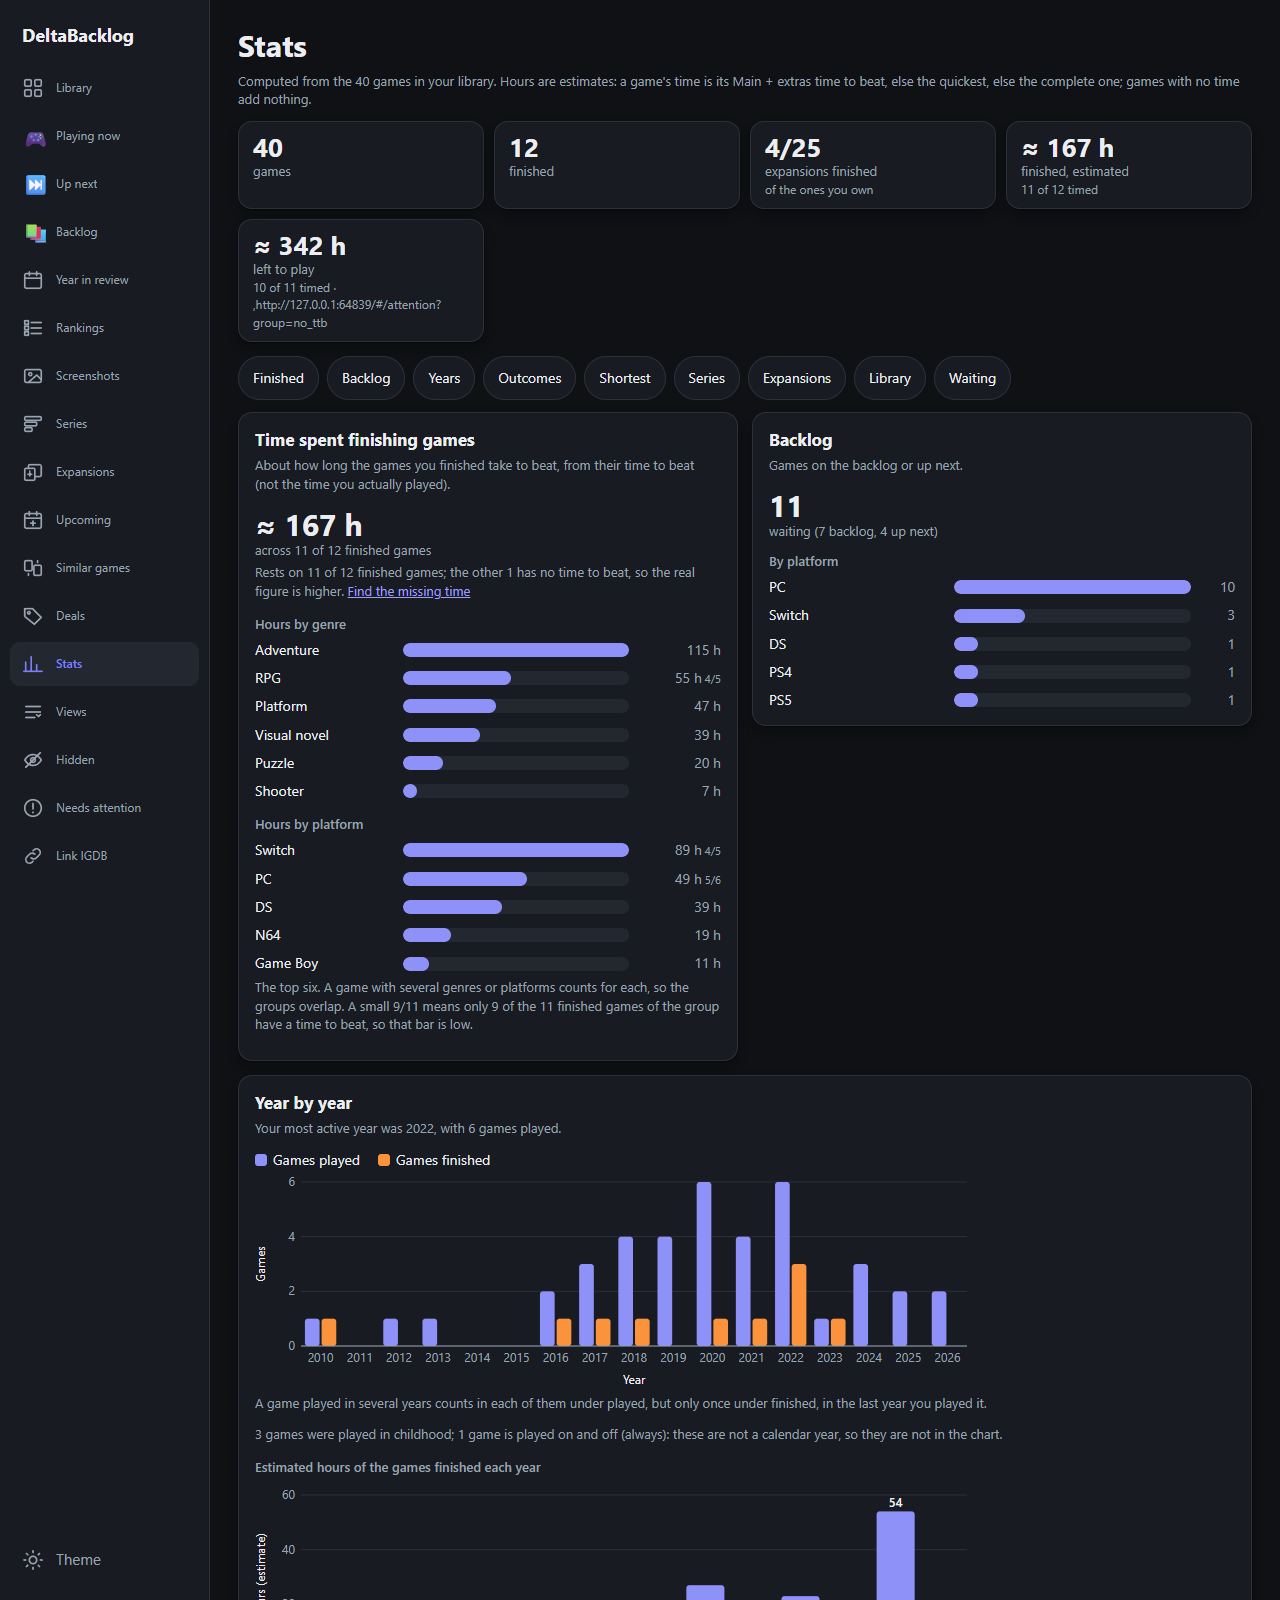 DeltaBacklog
Library
Playing now
Up next
Backlog
Year in review
Rankings
Screenshots
Series
Expansions
Upcoming
Similar games
Deals
Stats
Views
Hidden
Needs attention
Link IGDB
Theme
Stats
Computed from the 40 games in your library. Hours are estimates: a game's time is its Main + extras time to beat, else the quickest, else the complete one; games with no time
add nothing.
40
games
12
finished
4/25
expansions finished
of the ones you own
≈ 167 h
finished, estimated
11 of 12 timed
≈ 342 h
left to play
10 of 11 timed ·
,http://127.0.0.1:64839/#/attention?
group=no_ttb
Finished
Backlog
Years
Outcomes
Shortest
Series
Expansions
Library
Waiting
Time spent finishing games
About how long the games you finished take to beat, from their time to beat
(not the time you actually played).
≈ 167 h
across 11 of 12 finished games
Rests on 11 of 12 finished games; the other 1 has no time to beat, so the real
figure is higher. Find the missing time
Hours by genre
Adventure 115 h
RPG 55 h 4/5
Platform 47 h
Visual novel 39 h
Puzzle 20 h
Shooter 7 h
Hours by platform
Switch 89 h 4/5
PC 49 h 5/6
DS 39 h
N64 19 h
Game Boy 11 h
The top six. A game with several genres or platforms counts for each, so the
groups overlap. A small 9/11 means only 9 of the 11 finished games of the group
have a time to beat, so that bar is low.
Backlog
Games on the backlog or up next.
11
waiting (7 backlog, 4 up next)
By platform
PC 10
Switch 3
DS 1
PS4 1
PS5 1
Year by year
Your most active year was 2022, with 6 games played.
Games played
Games finished
6
4
2
0
Games
2010 2011 2012 2013 2014 2015 2016 2017 2018 2019 2020 2021 2022 2023 2024 2025 2026
Year
A game played in several years counts in each of them under played, but only once under finished, in the last year you played it.
3 games were played in childhood; 1 game is played on and off (always): these are not a calendar year, so they are not in the chart.
Estimated hours of the games finished each year
60
54
40
(estimate)